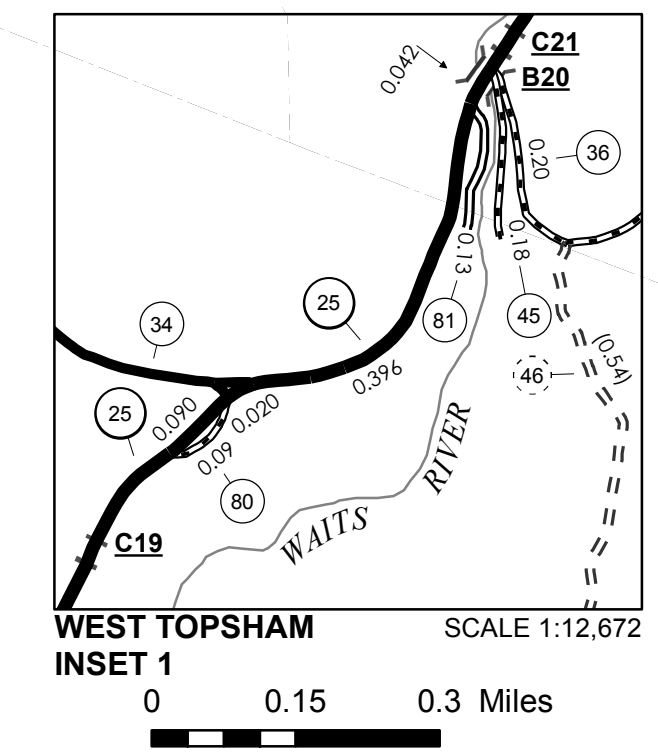 C21
0.042
B20
0.20
36
0.13
0.18
25
81
45
34
0.396
46
(0.54)
25
0.090
0.020
0.09
80
WAITS RIVER
C19
WEST TOPSHAM
INSET 1
SCALE 1:12,672
0 0.15 0.3 Miles